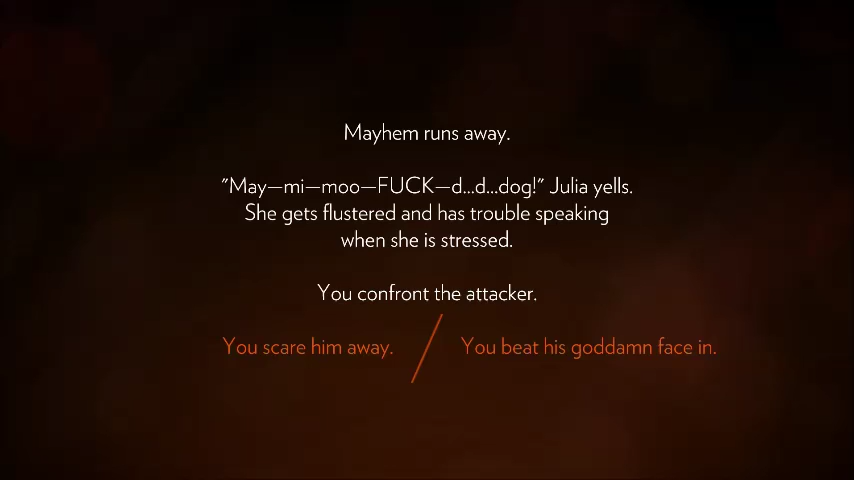 Mayhem runs away.
"May—mi—moo—FUCK—d...d...dog!" Julia yells.
She gets flustered and has trouble speaking
when she is stressed.
You confront the attacker.
You scare him away. / You beat his goddamn face in.